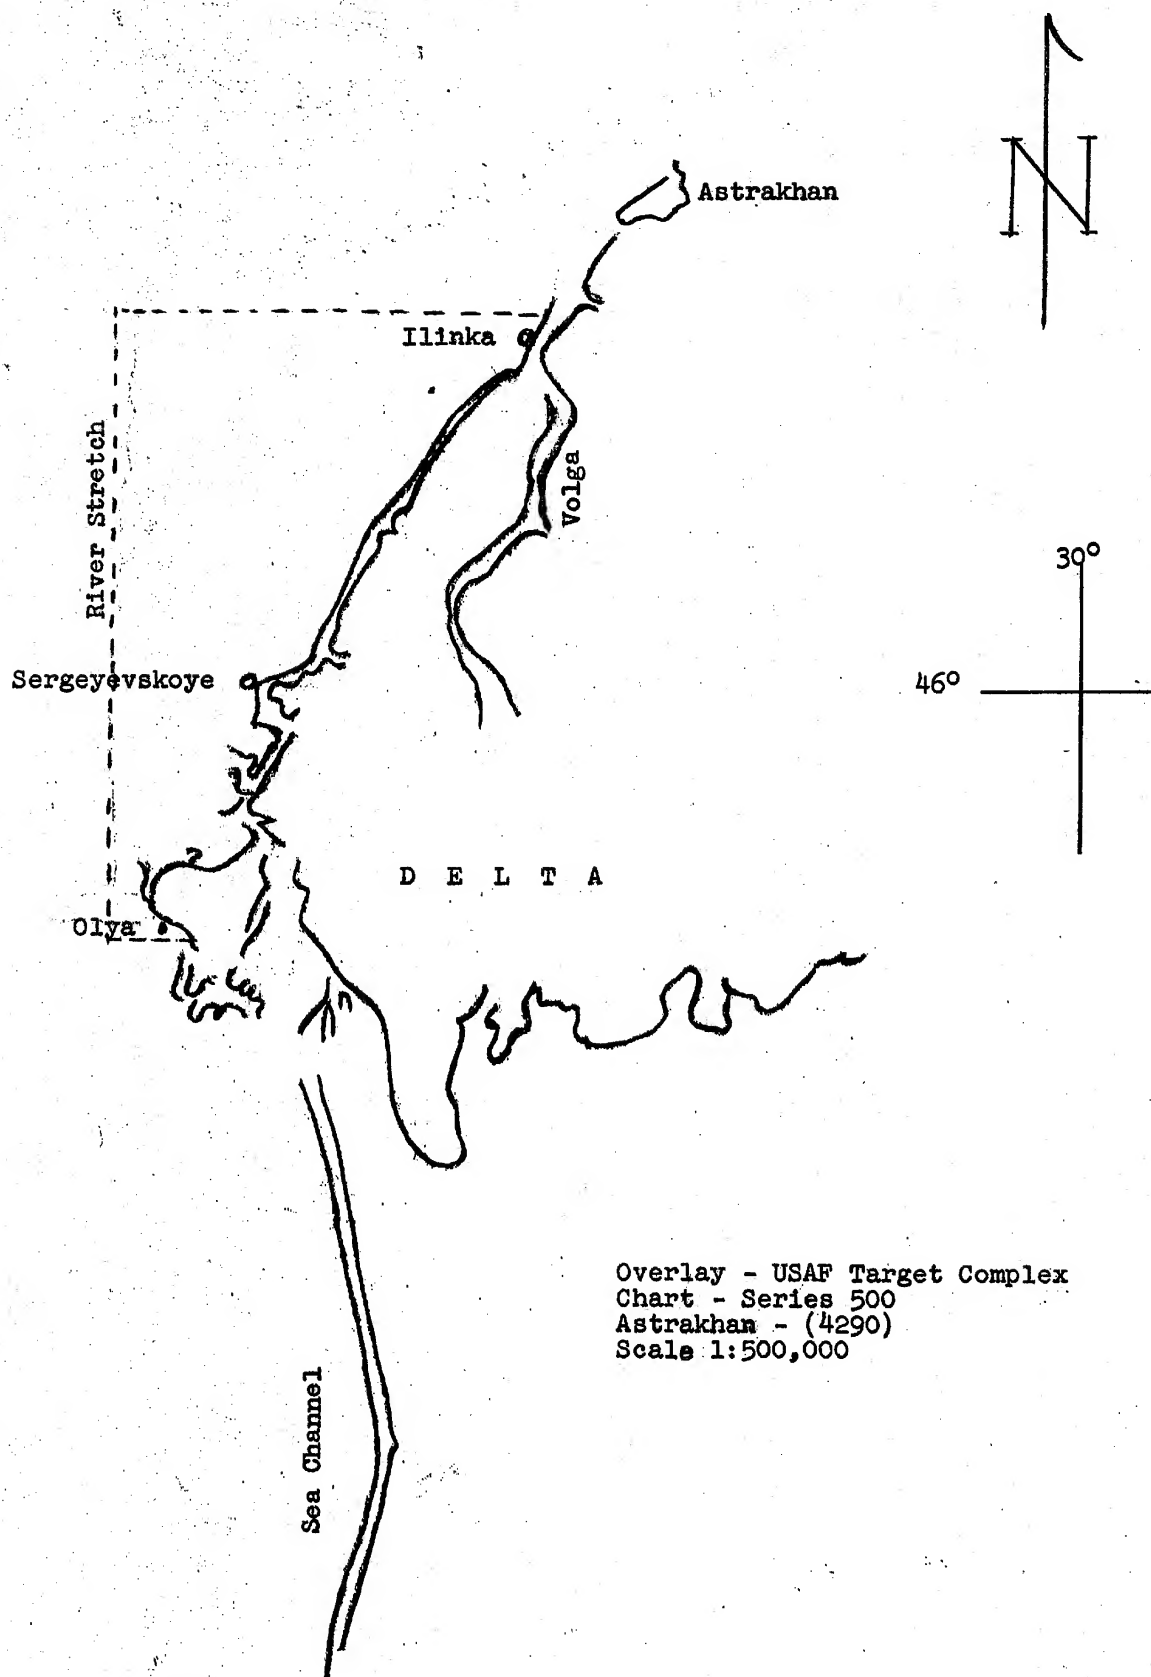 N
Astrakhan
Ilinka
River Stretch
Volga
30°
Sergeyevskoye
46°
D E L T A
Olya
Overlay - USAF Target Complex
Chart - Series 500
Astrakhan - (4290)
Scale 1:500,000
Sea Channel